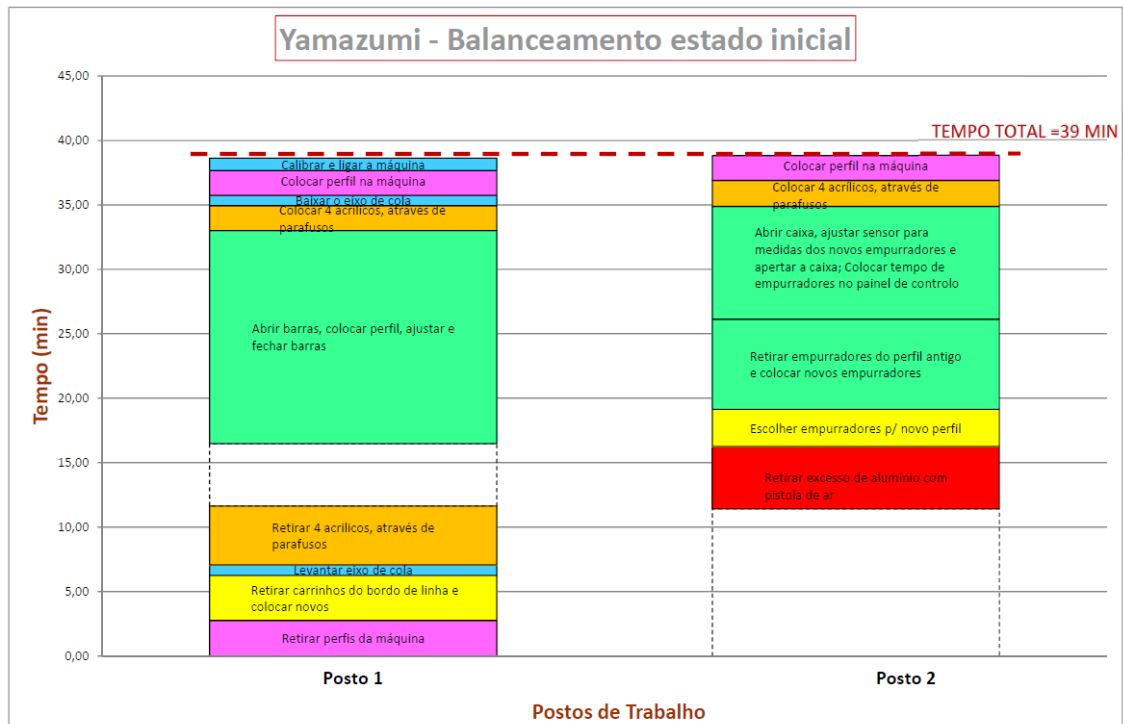 Yamazumi - Balanceamento estado inicial
45,00
40,00
35,00
30,00
25,00
20,00
15,00
10,00
5,00
0,00
Tempo (min)
TEMPO TOTAL =39 MIN
Calibrar e ligar a máquina
Colocar perfil na máquina
Baixar o eixo de cola
Colocar 4 acrilicos, através de
parafusos
Abrir barras, colocar perfil, ajustar e
fechar barras
Retirar 4 acrilicos, através de
parafusos
Levantar eixo de cola
Retirar carrinhos do bordo de linha e
colocar novos
Retirar perfis da máquina
Colocar perfil na máquina
Colocar 4 acrílicos, através de
parafusos
Abrir caixa, ajustar sensor para
medidas dos novos empurradores e
apertar a caixa; Colocar tempo de
empurradores no painel de controlo
Retirar empurradores do perfil antigo
e colocar novos empurradores
Escolher empurradores p/ novo perfil
Retirar excesso de alumínio com
pistola de ar
Posto 1
Posto 2
Postos de Trabalho